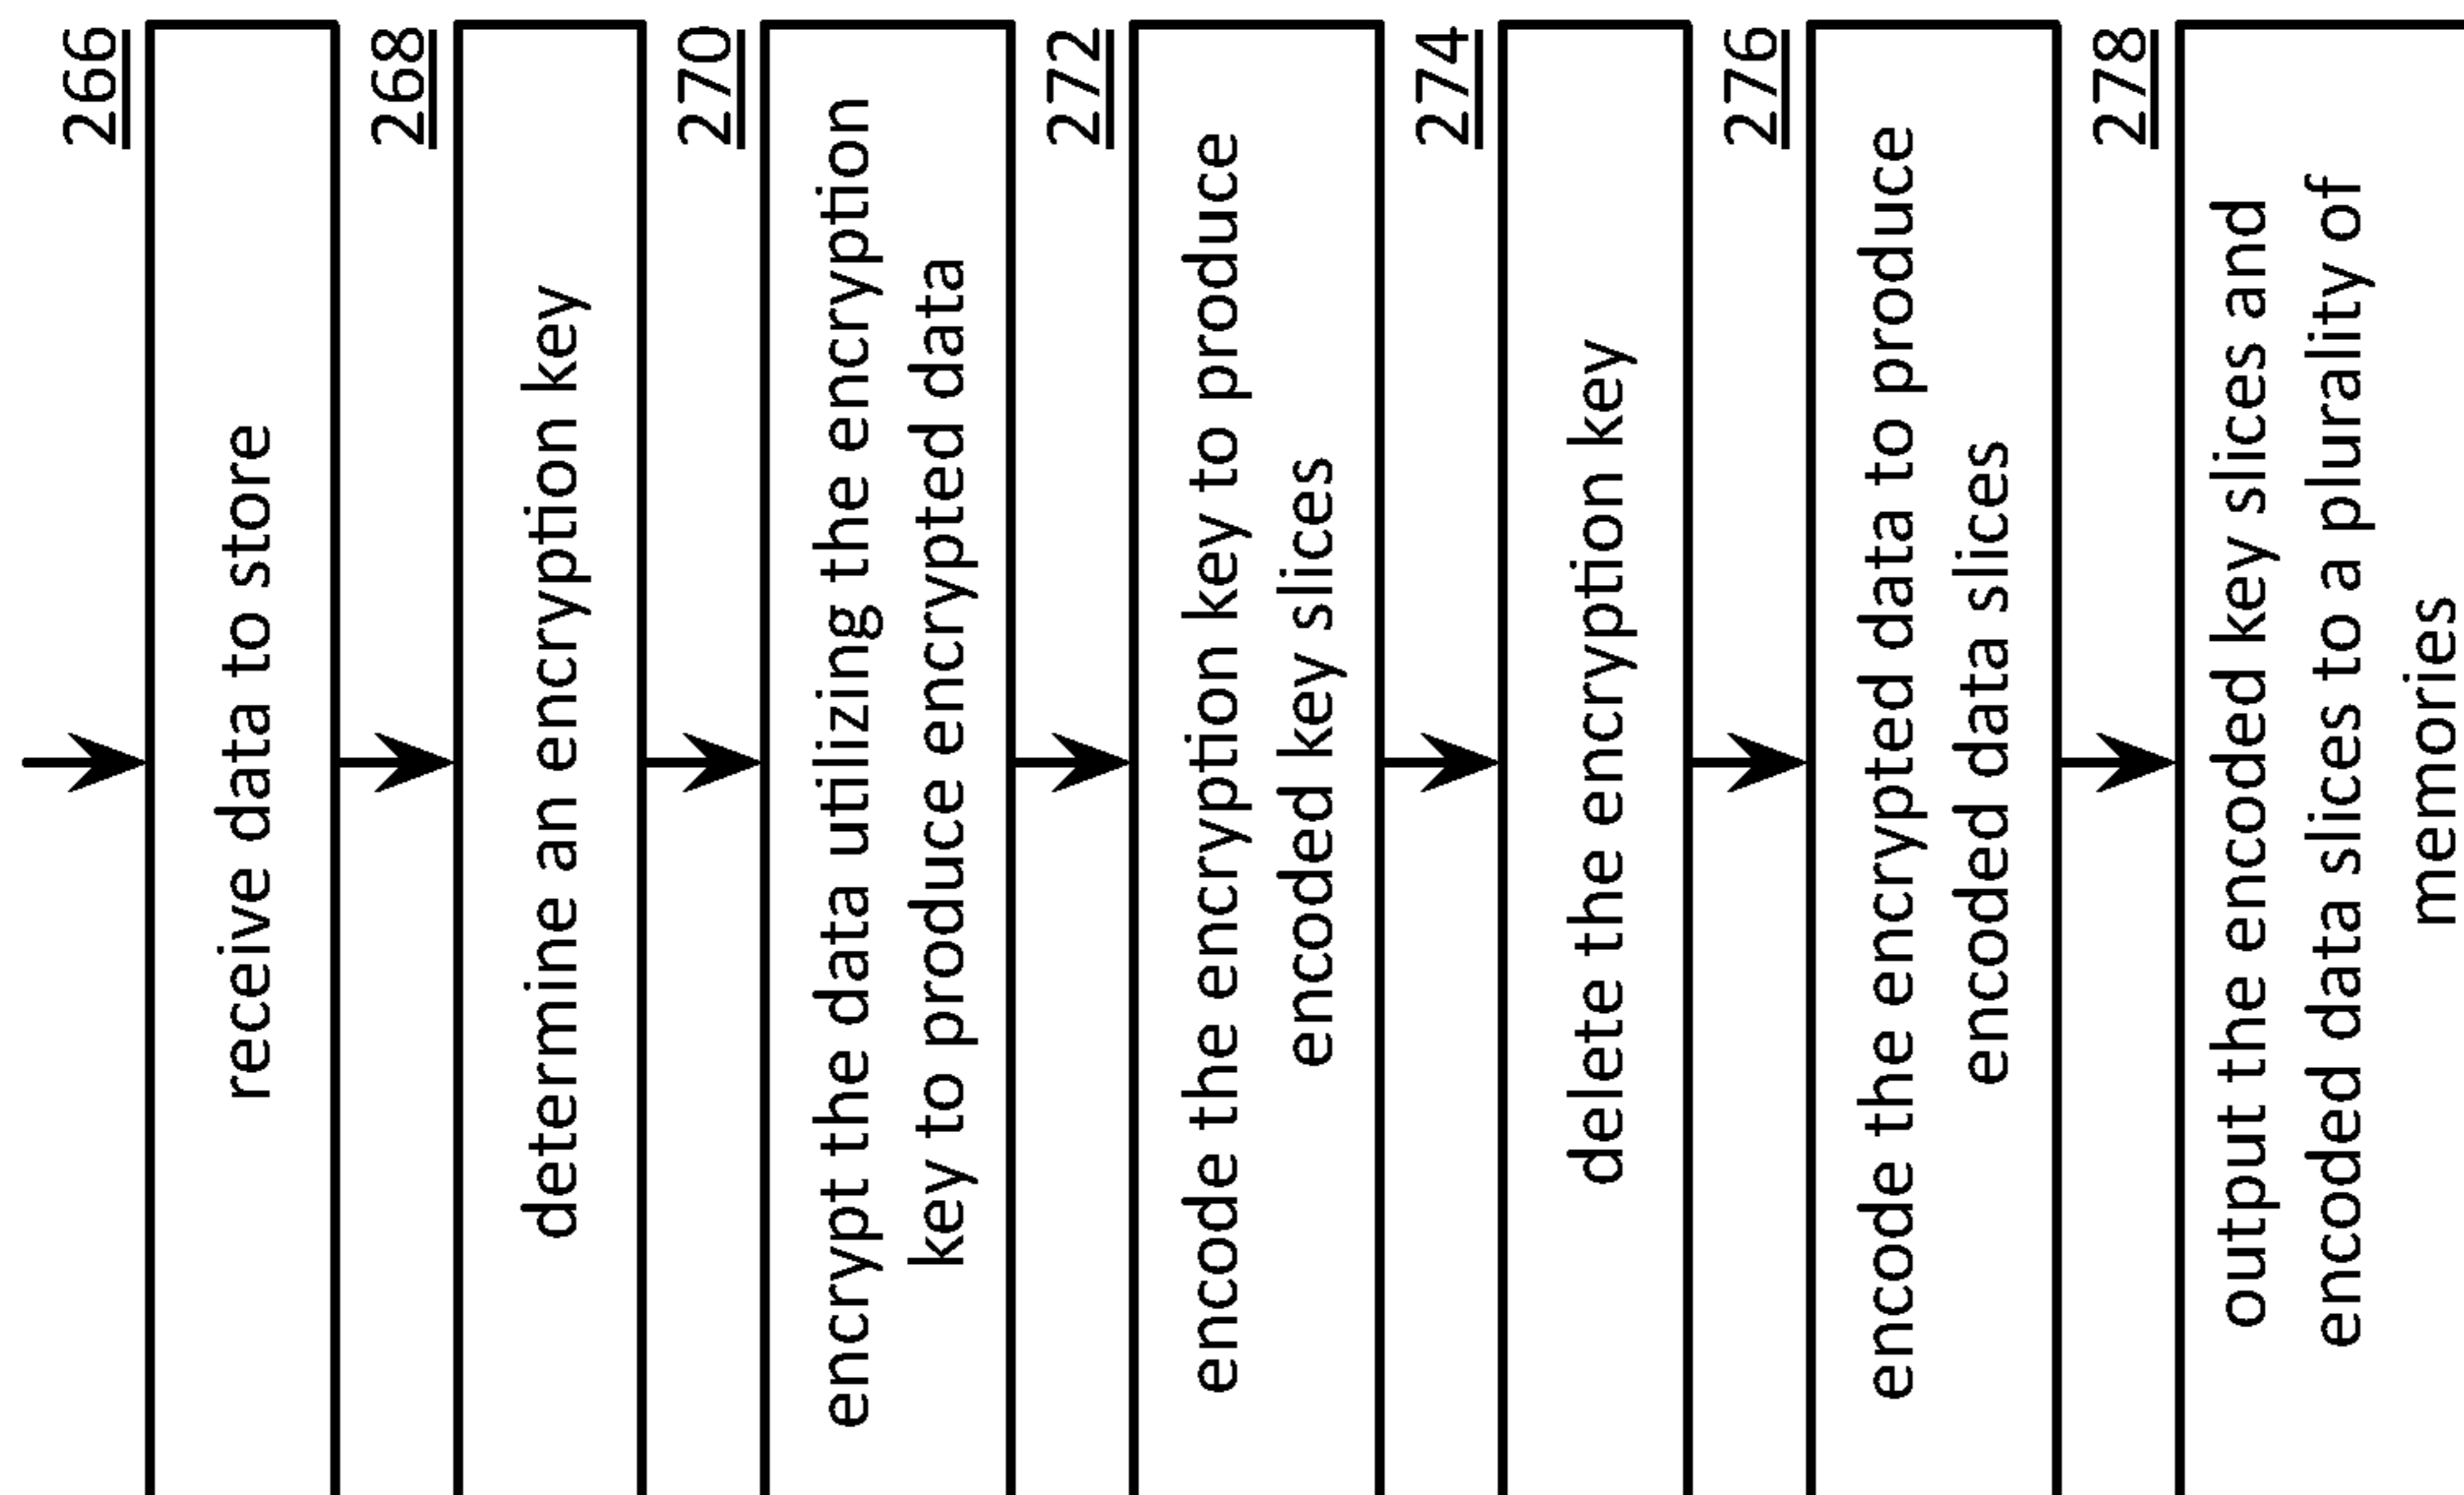 266
receive data to store
268
determine an encryption key
270
encrypt the data utilizing the encryption
key to produce encrypted data
272
encode the encryption key to produce
encoded key slices
274
delete the encryption key
276
encode the encrypted data to produce
encoded data slices
278
output the encoded key slices and
encoded data slices to a plurality of
memories